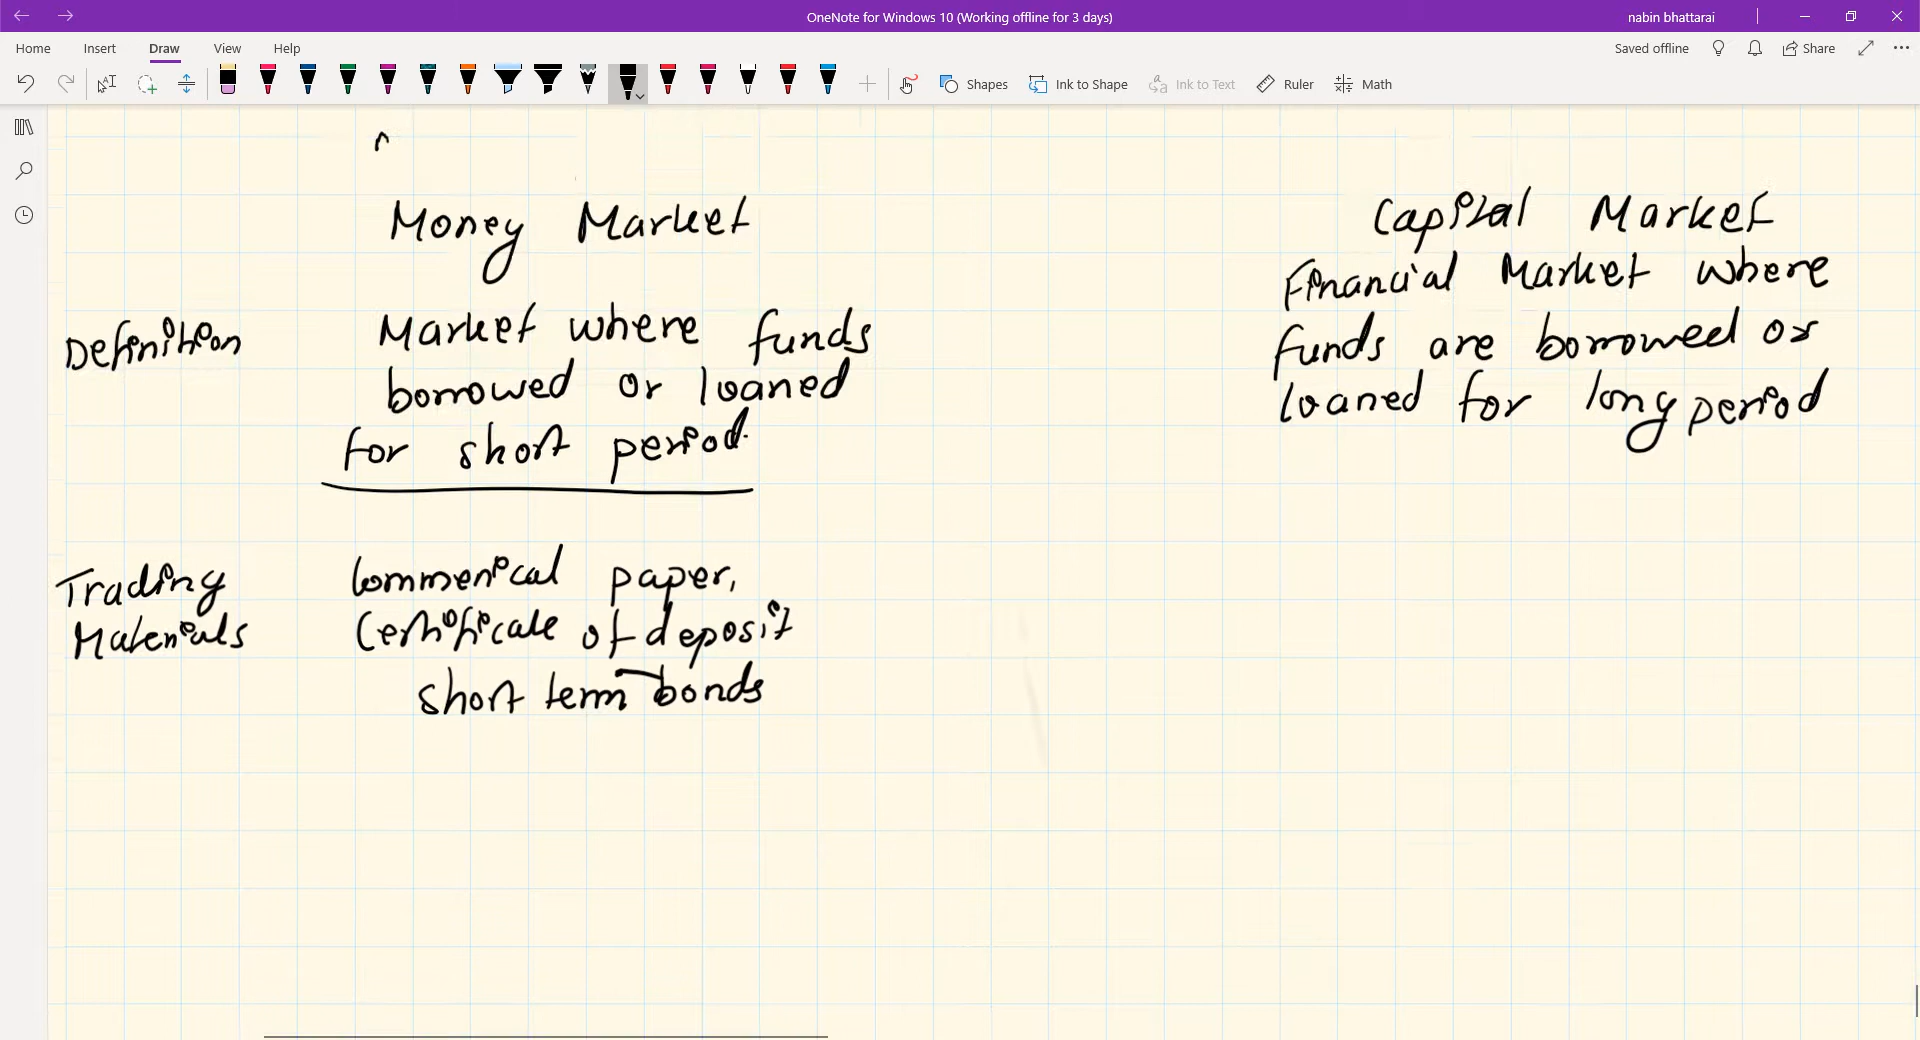 OneNote for Windows 10 (Working offline for 3 days)
nabin bhattarai
Home Insert Draw View Help
Saved offline Share
Shapes Ink to Shape Ink to Text Ruler Math
Money Market
Capital Market
Definition
Market where funds
borrowed or loaned
for short period.
Financial Market where
funds are borrowed or
loaned for long period
Trading
Materials
Commerical paper,
Certificate of deposit
short term bonds